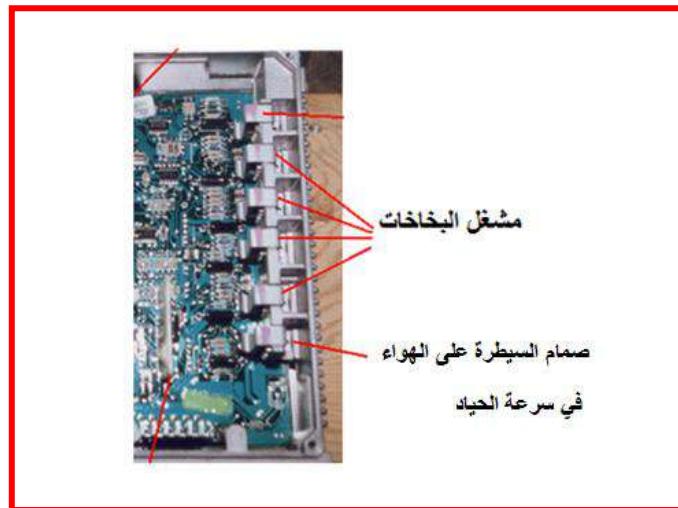 مشغل البخاخات
صمام السيطرة على الهواء
في سرعة الحياد